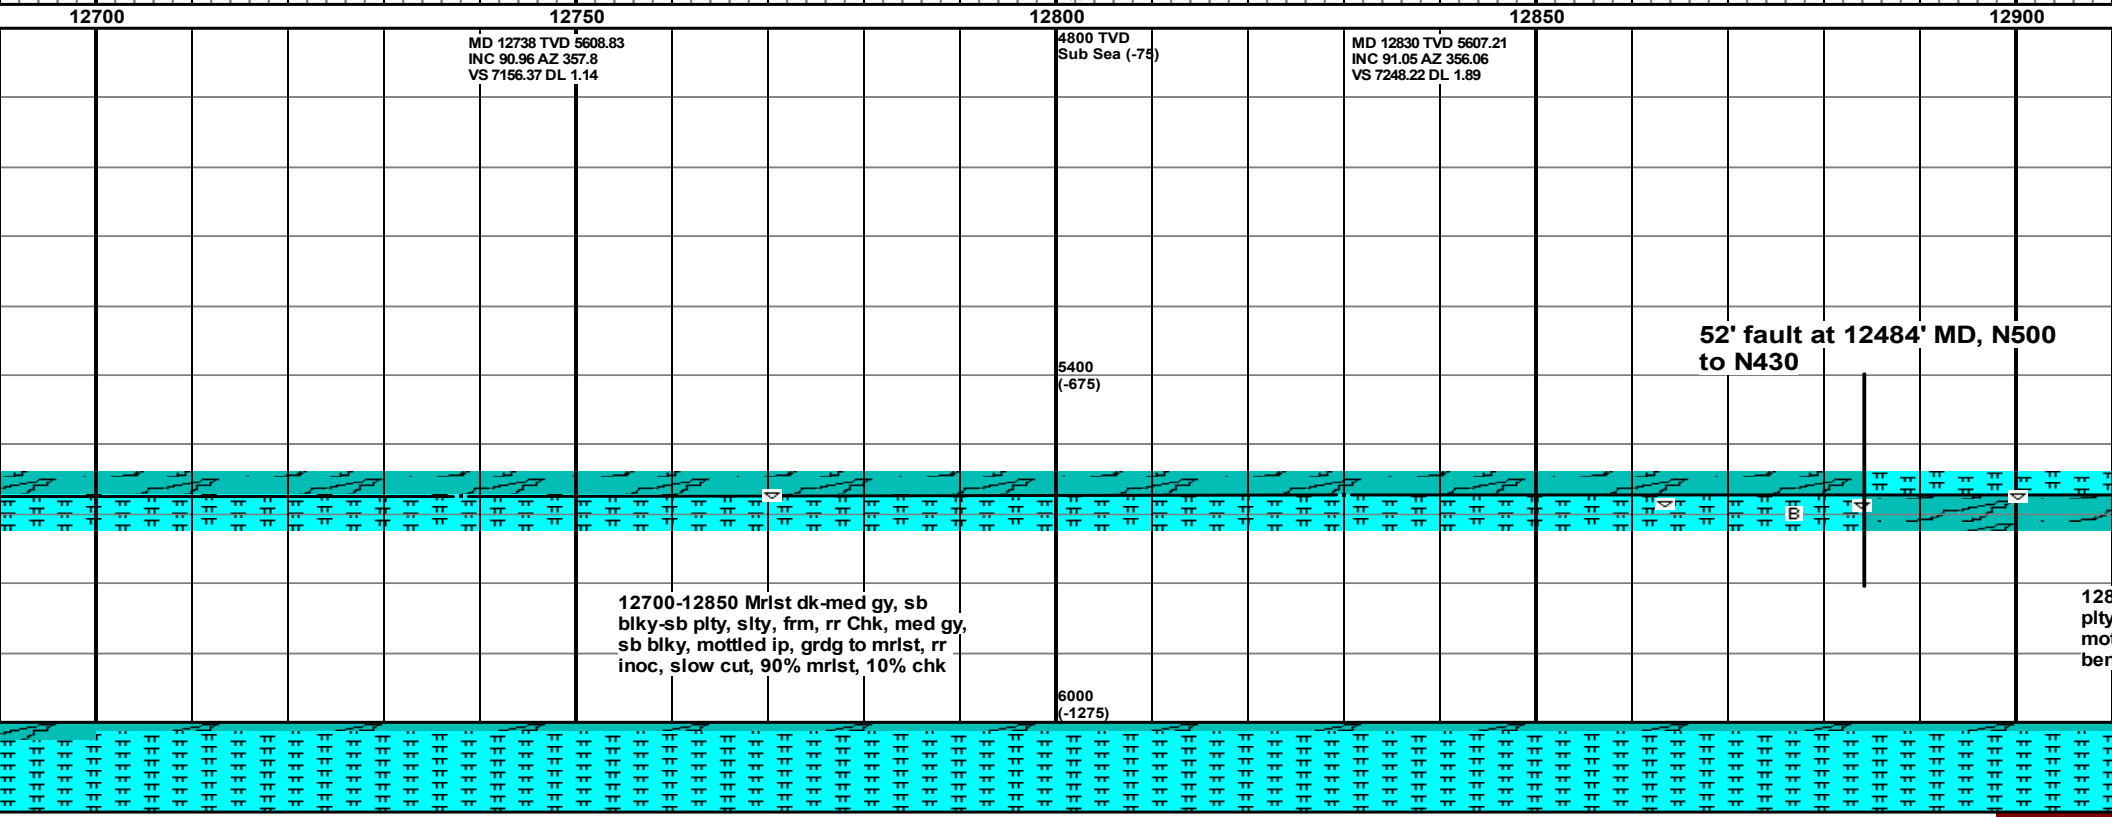 12700
12750
12800
12850
12900
MD 12738 TVD 5608.83
INC 90.96 AZ 357.8
VS 7156.37 DL 1.14
4800 TVD
Sub Sea (-75)
MD 12830 TVD 5607.21
INC 91.05 AZ 356.06
VS 7248.22 DL 1.89
52' fault at 12484' MD, N500
to N430
5400
(-675)
B
12700-12850 Mrlst dk-med gy, sb
blky-sb plty, slty, frm, rr Chk, med gy,
sb blky, mottled ip, grdg to mrlst, rr
inoc, slow cut, 90% mrlst, 10% chk
128
plty
mot
ben
6000
(-1275)